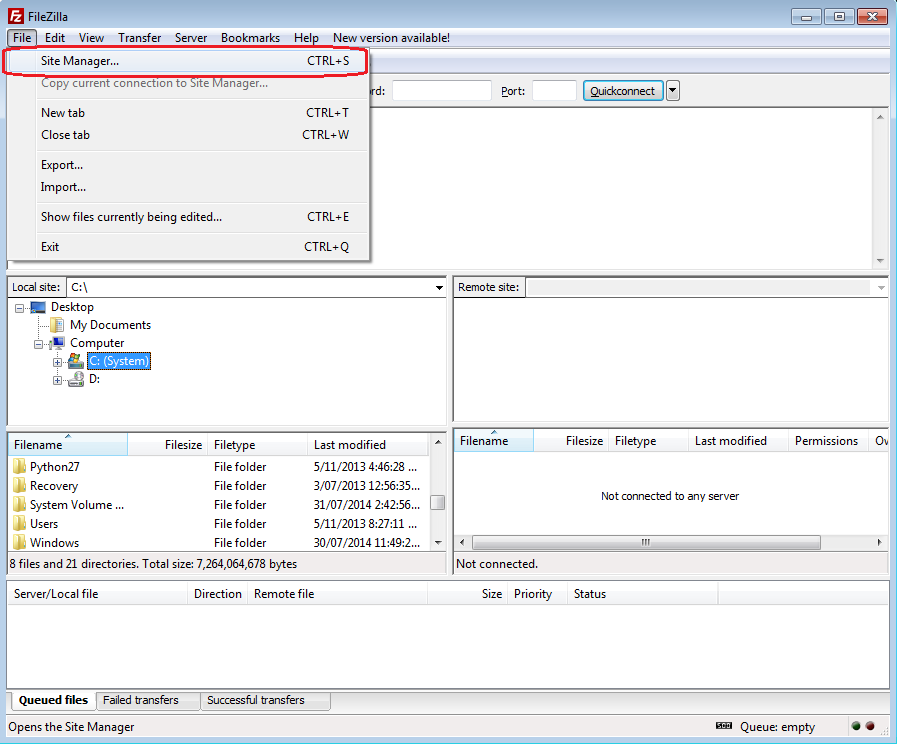 FileZilla
File Edit View Transfer Server Bookmarks Help New version available!
Site Manager... CTRL+S
Copy current connection to Site Manager...
rd: Port: Quickconnect
New tab CTRL+T
Close tab CTRL+W
Export...
Import...
Show files currently being edited... CTRL+E
Exit CTRL+Q
Local site: C:\
Desktop
My Documents
Computer
C: (System)
D:
Remote site:
Filename Filesize Filetype Last modified
Python27 File folder 5/11/2013 4:46:28 ...
Recovery File folder 3/07/2013 12:56:35...
System Volume ... File folder 31/07/2014 2:42:56...
Users File folder 5/11/2013 8:27:11 ...
Windows File folder 30/07/2014 11:49:2...
8 files and 21 directories. Total size: 7,264,064,678 bytes
Filename Filesize Filetype Last modified Permissions Ow
Not connected to any server
Not connected.
Server/Local file Direction Remote file Size Priority Status
Queued files Failed transfers Successful transfers
Opens the Site Manager Queue: empty